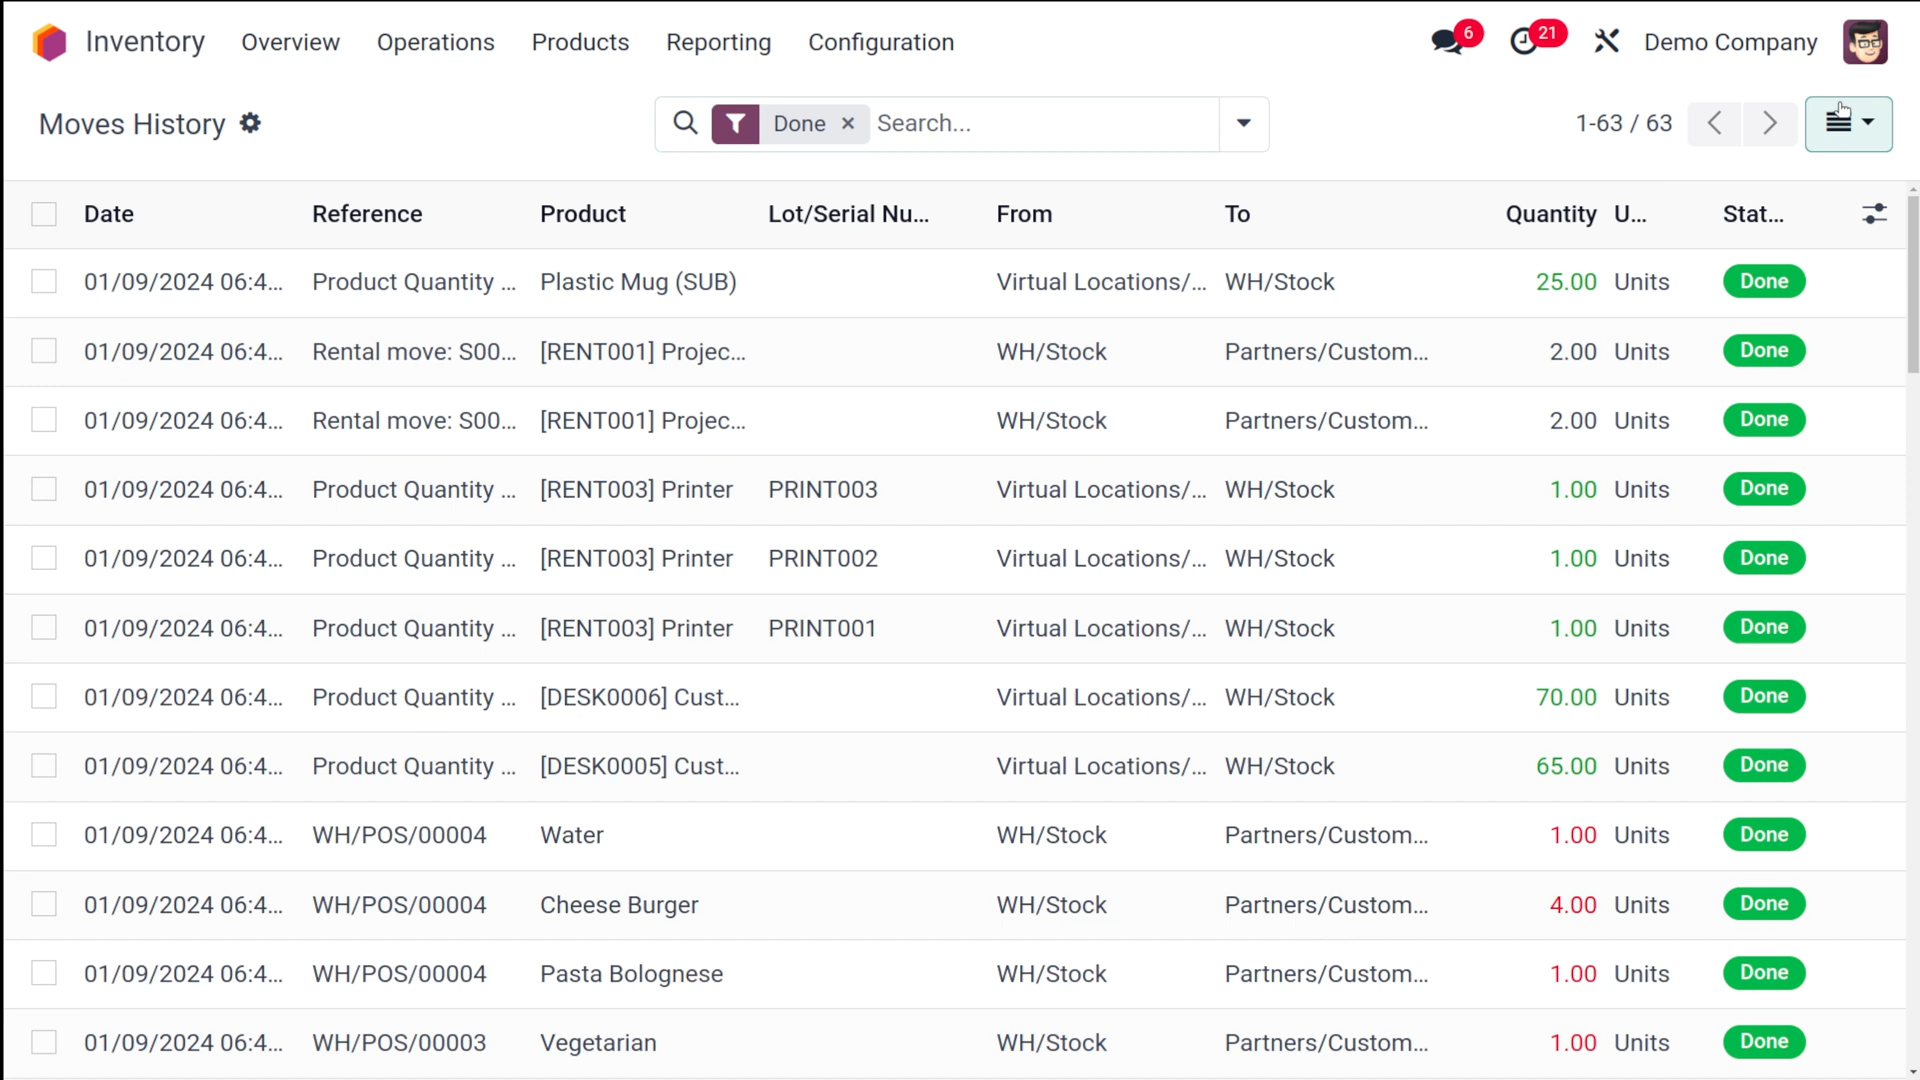 Inventory Overview Operations Products Reporting Configuration 6 21 Demo Company
Moves History Done × Search... 1-63 / 63
Date Reference Product Lot/Serial Nu... From To Quantity U... Stat...
01/09/2024 06:4... Product Quantity ... Plastic Mug (SUB) Virtual Locations/... WH/Stock 25.00 Units Done
01/09/2024 06:4... Rental move: S00... [RENT001] Projec... WH/Stock Partners/Custom... 2.00 Units Done
01/09/2024 06:4... Rental move: S00... [RENT001] Projec... WH/Stock Partners/Custom... 2.00 Units Done
01/09/2024 06:4... Product Quantity ... [RENT003] Printer PRINT003 Virtual Locations/... WH/Stock 1.00 Units Done
01/09/2024 06:4... Product Quantity ... [RENT003] Printer PRINT002 Virtual Locations/... WH/Stock 1.00 Units Done
01/09/2024 06:4... Product Quantity ... [RENT003] Printer PRINT001 Virtual Locations/... WH/Stock 1.00 Units Done
01/09/2024 06:4... Product Quantity ... [DESK0006] Cust... Virtual Locations/... WH/Stock 70.00 Units Done
01/09/2024 06:4... Product Quantity ... [DESK0005] Cust... Virtual Locations/... WH/Stock 65.00 Units Done
01/09/2024 06:4... WH/POS/00004 Water WH/Stock Partners/Custom... 1.00 Units Done
01/09/2024 06:4... WH/POS/00004 Cheese Burger WH/Stock Partners/Custom... 4.00 Units Done
01/09/2024 06:4... WH/POS/00004 Pasta Bolognese WH/Stock Partners/Custom... 1.00 Units Done
01/09/2024 06:4... WH/POS/00003 Vegetarian WH/Stock Partners/Custom... 1.00 Units Done